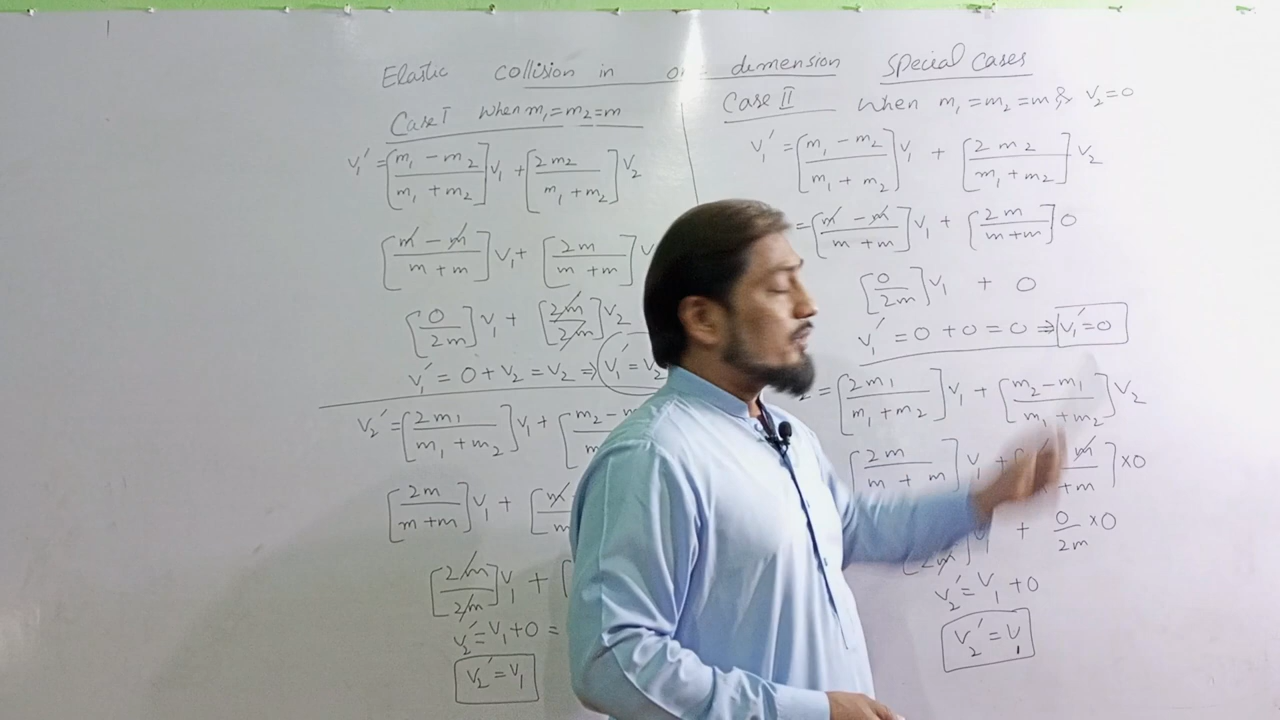 Elastic collision in one dimension special cases
Case I When m₁=m₂=m
v₁' = [(m₁ - m₂)/(m₁ + m₂)]v₁ + [2m₂/(m₁ + m₂)]v₂
[(m - m)/(m + m)]v₁ + [2m/(m + m)]v
[0/2m]v₁ + [2m/2m]v₂
v₁' = 0 + v₂ = v₂ ⇒ v₁' = v₂
v₂' = [2m₁/(m₁ + m₂)]v₁ + [m₂ - m
[2m/(m + m)]v₁ + [m
[2m/2m]v₁ + [
v₂' = v₁ + 0 =
v₂' = v₁
Case II when m₁=m₂=m & v₂=0
v₁' = [(m₁ - m₂)/(m₁ + m₂)]v₁ + [2m₂/(m₁ + m₂)]v₂
= [(m - m)/(m + m)]v₁ + [2m/(m + m)]0
[0/2m]v₁ + 0
v₁' = 0 + 0 = 0 ⇒ v₁' = 0
₂ = [2m₁/(m₁ + m₂)]v₁ + [(m₂ - m₁)/(m₁ + m₂)]v₂
[2m/(m + m)]v₁ + [m/+m]×0
2m] + 0/2m ×0
v₂' = v₁ + 0
v₂' = v₁